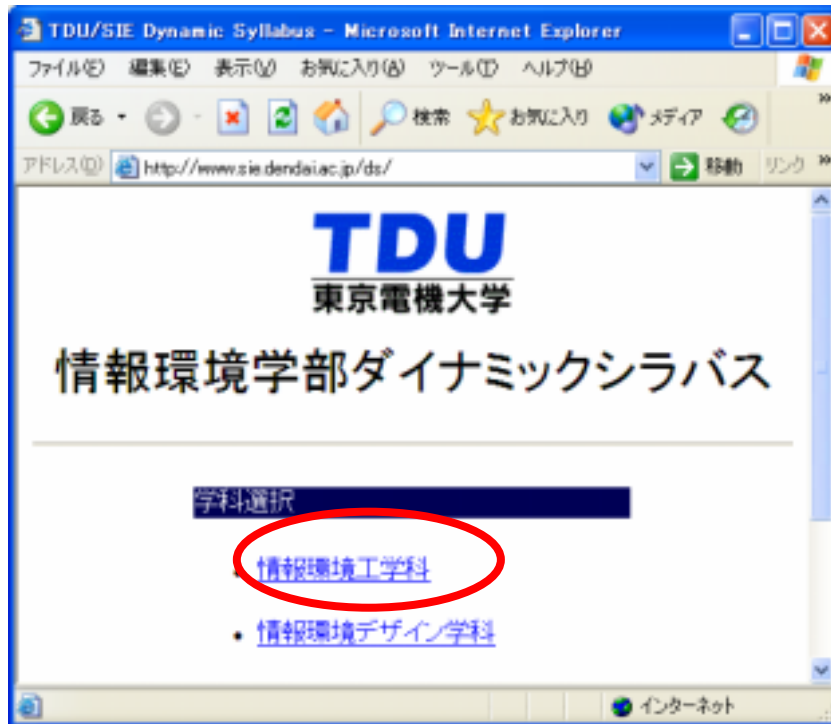 TDU/SIE Dynamic Syllabus - Microsoft Internet Explorer
ファイル(F) 編集(E) 表示(V) お気に入り(A) ツール(T) ヘルプ(H)
戻る 検索 お気に入り メディア »
アドレス(D) http://www.sie.dendai.ac.jp/ds/ 移動 リンク »
TDU
東京電機大学
情報環境学部ダイナミックシラバス
学科選択
• 情報環境工学科
• 情報環境デザイン学科
インターネット